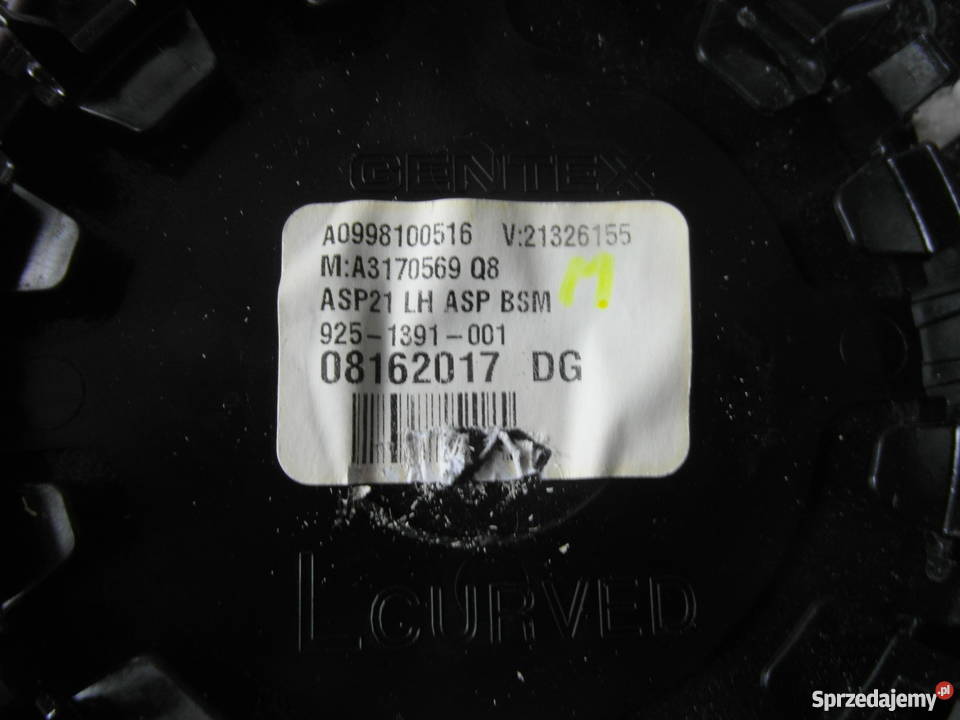 GENTEX
A0998100516 V:21326155
M:A3170569 Q8
ASP21 LH ASP BSM
M
925-1391-001
08162017 DG
L CURVED
Sprzedajemy.pl